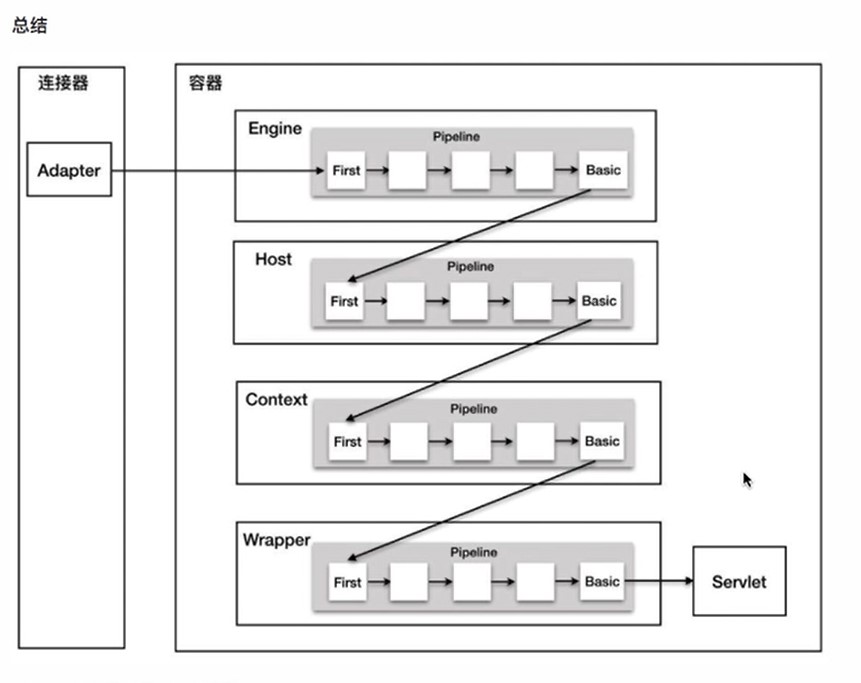 总结
连接器
容器
Adapter
Engine
Pipeline
First
Basic
Host
Pipeline
First
Basic
Context
Pipeline
First
Basic
Wrapper
Pipeline
First
Basic
Servlet